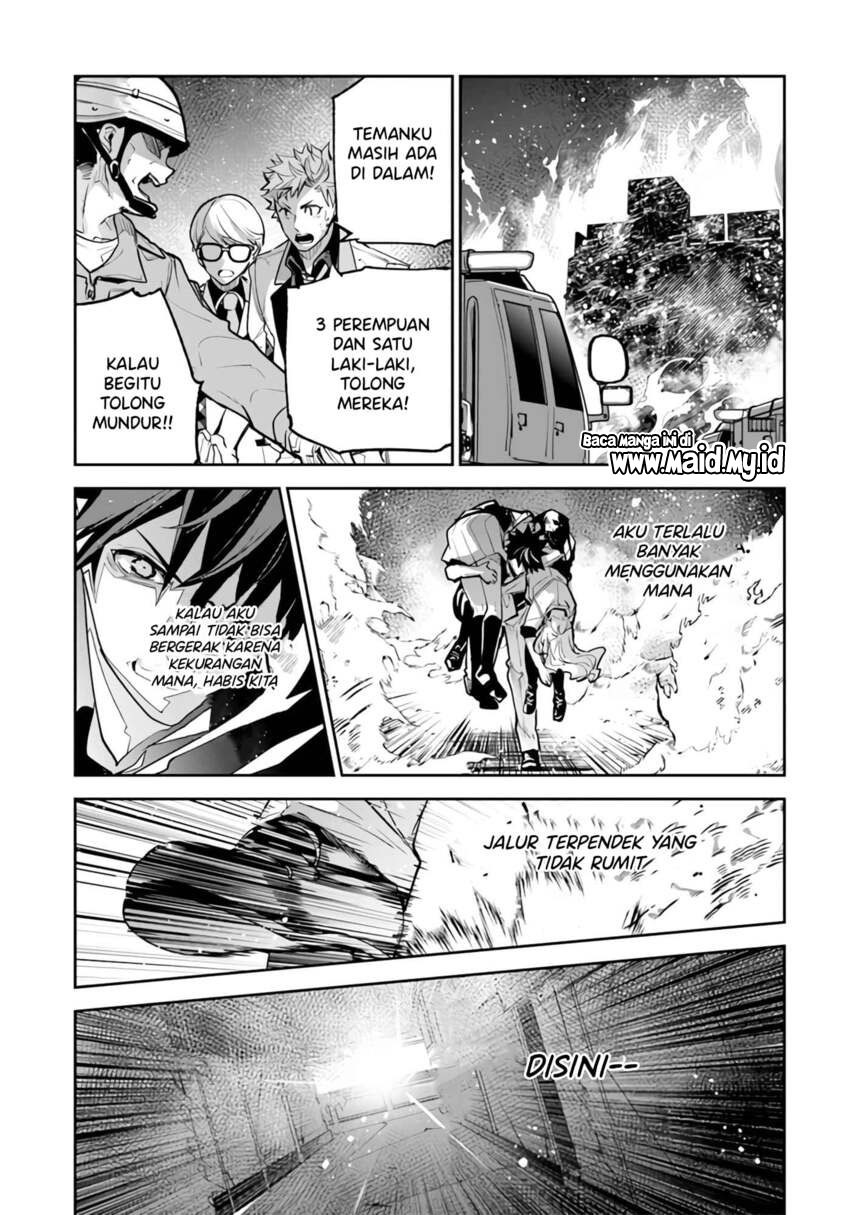 TEMANKU
MASIH ADA
DI DALAM!
3 PEREMPUAN
DAN SATU
LAKI-LAKI,
TOLONG
MEREKA!
KALAU
BEGITU
TOLONG
MUNDUR!!
Baca manga ini di
www.Maid.My.id
AKU TERLALU
BANYAK
MENGGUNAKAN
MANA
KALAU AKU
SAMPAI TIDAK BISA
BERGERAK KARENA
KEKURANGAN
MANA, HABIS KITA
JALUR TERPENDEK YANG
TIDAK RUMIT
DISINI--